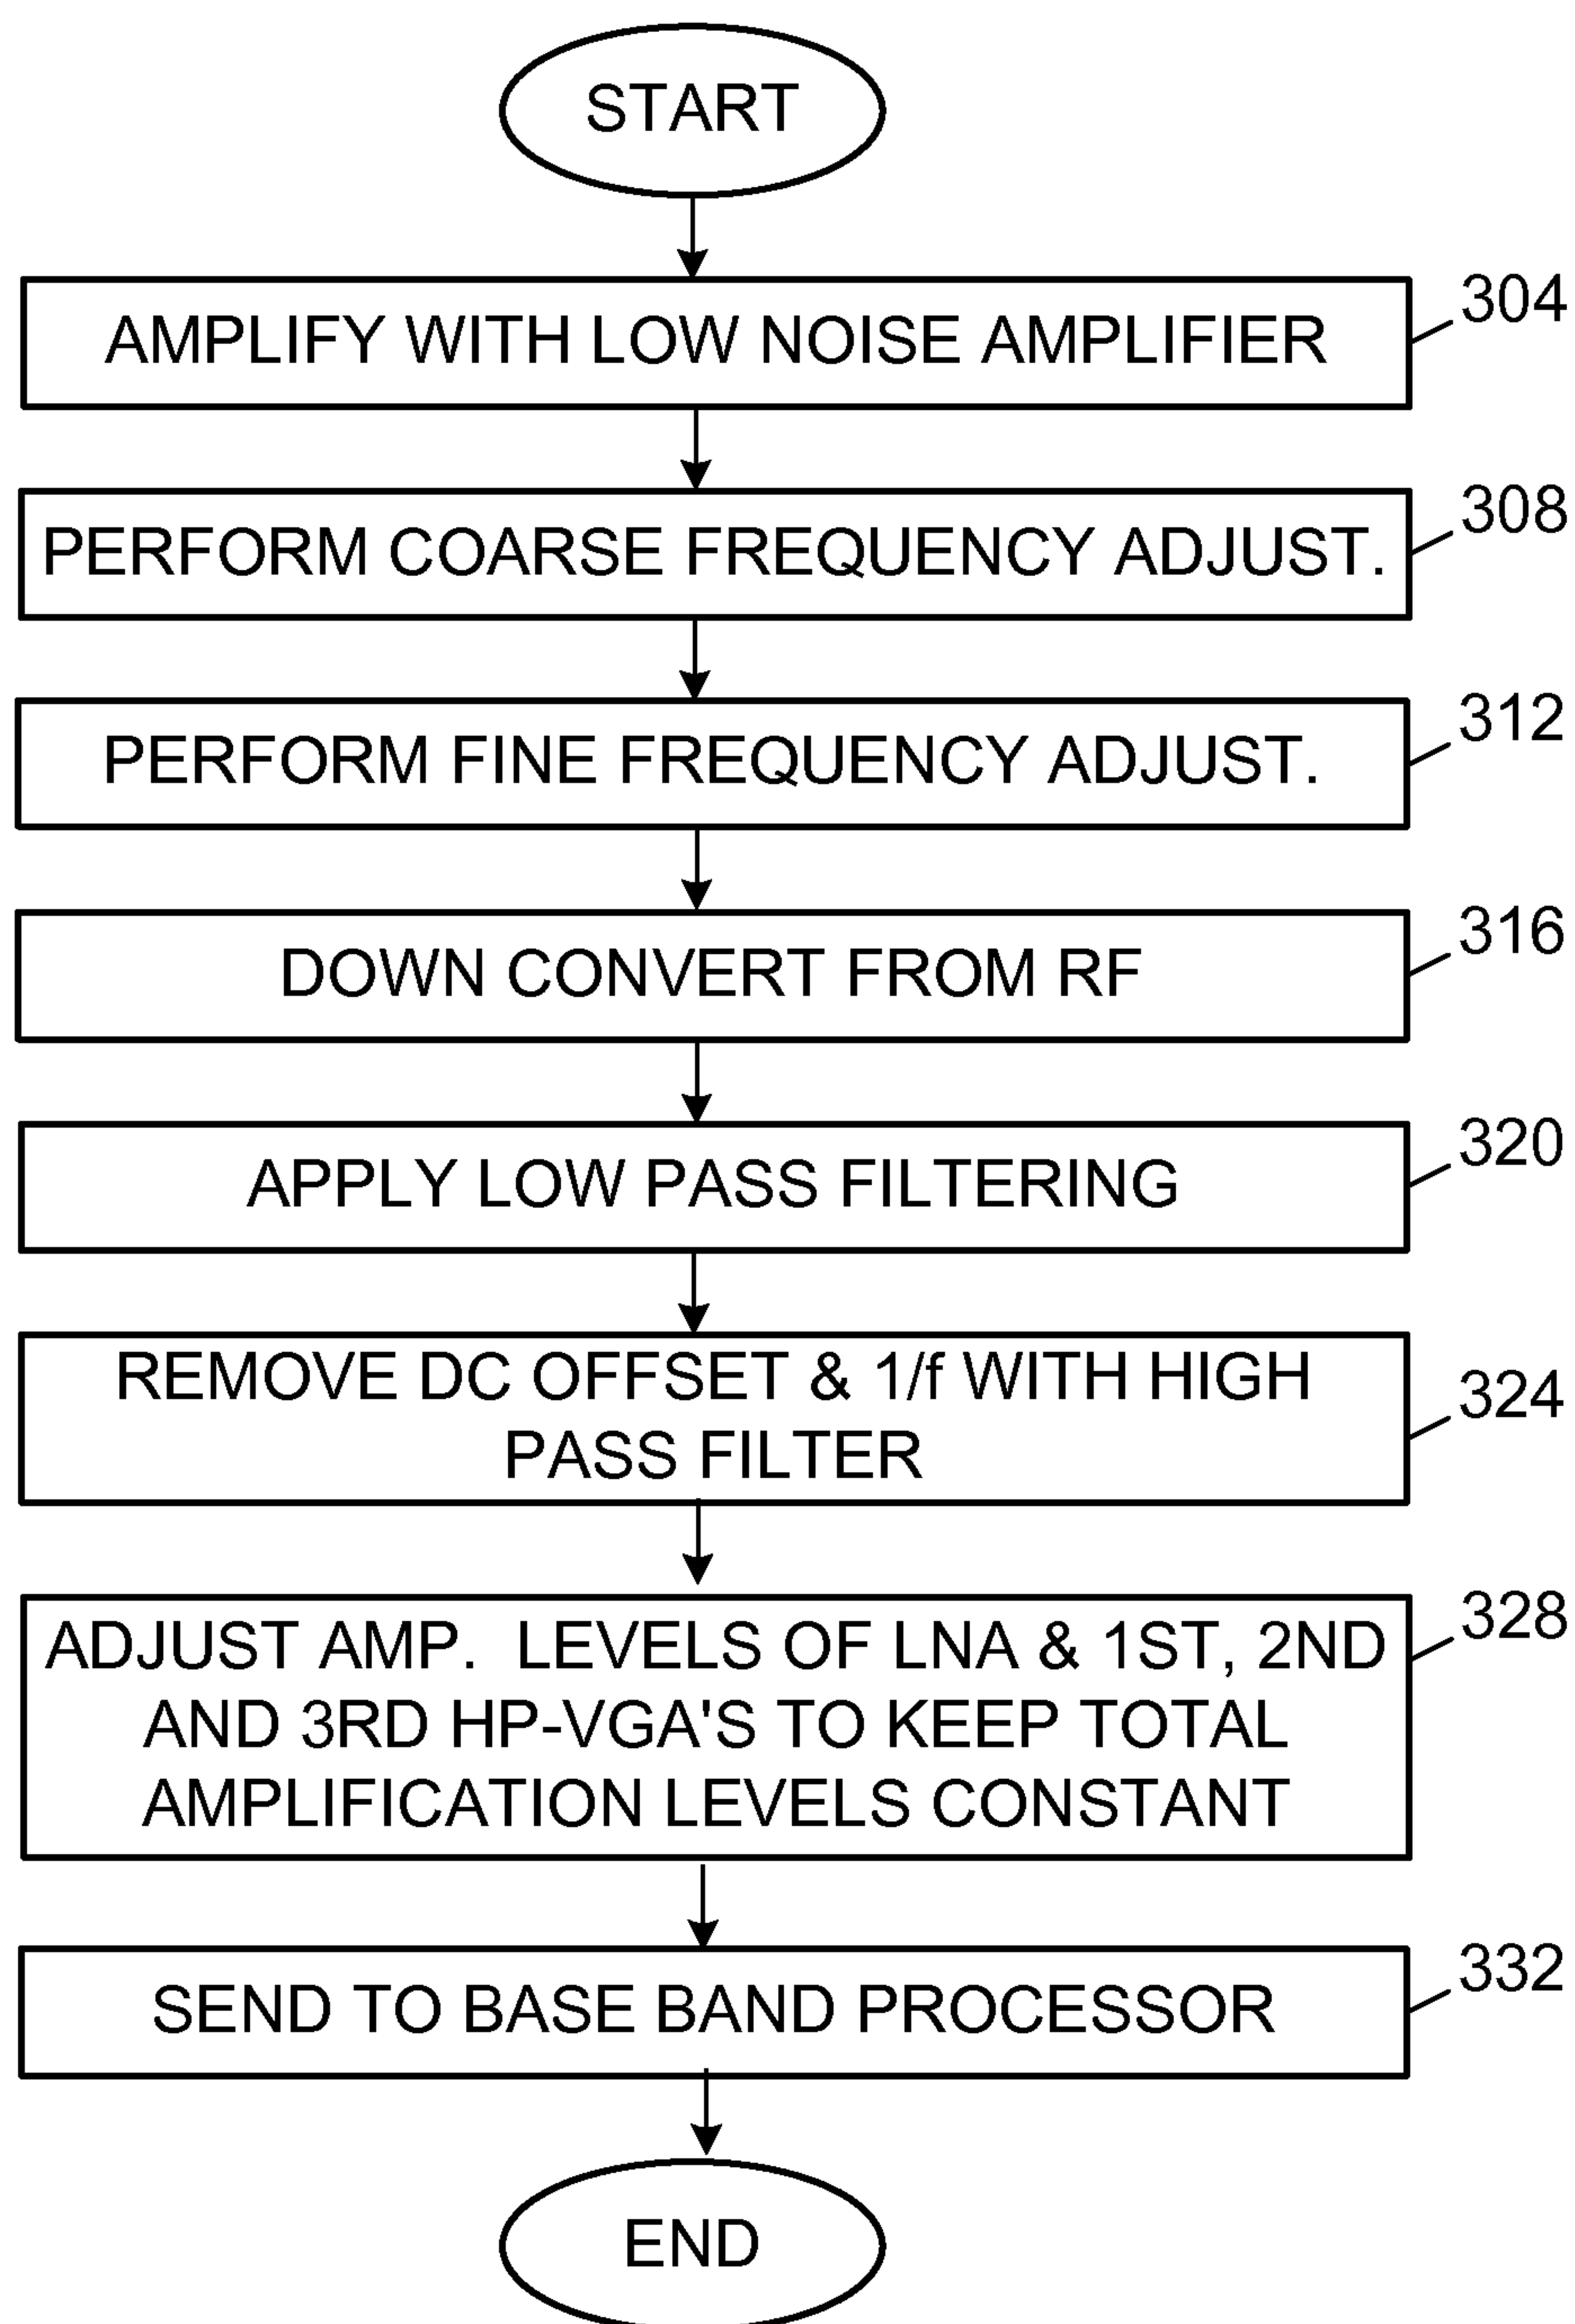 START
AMPLIFY WITH LOW NOISE AMPLIFIER
304
PERFORM COARSE FREQUENCY ADJUST.
308
PERFORM FINE FREQUENCY ADJUST.
312
DOWN CONVERT FROM RF
316
APPLY LOW PASS FILTERING
320
REMOVE DC OFFSET & 1/f WITH HIGH
PASS FILTER
324
ADJUST AMP.  LEVELS OF LNA & 1ST, 2ND
AND 3RD HP-VGA'S TO KEEP TOTAL
AMPLIFICATION LEVELS CONSTANT
328
SEND TO BASE BAND PROCESSOR
332
END